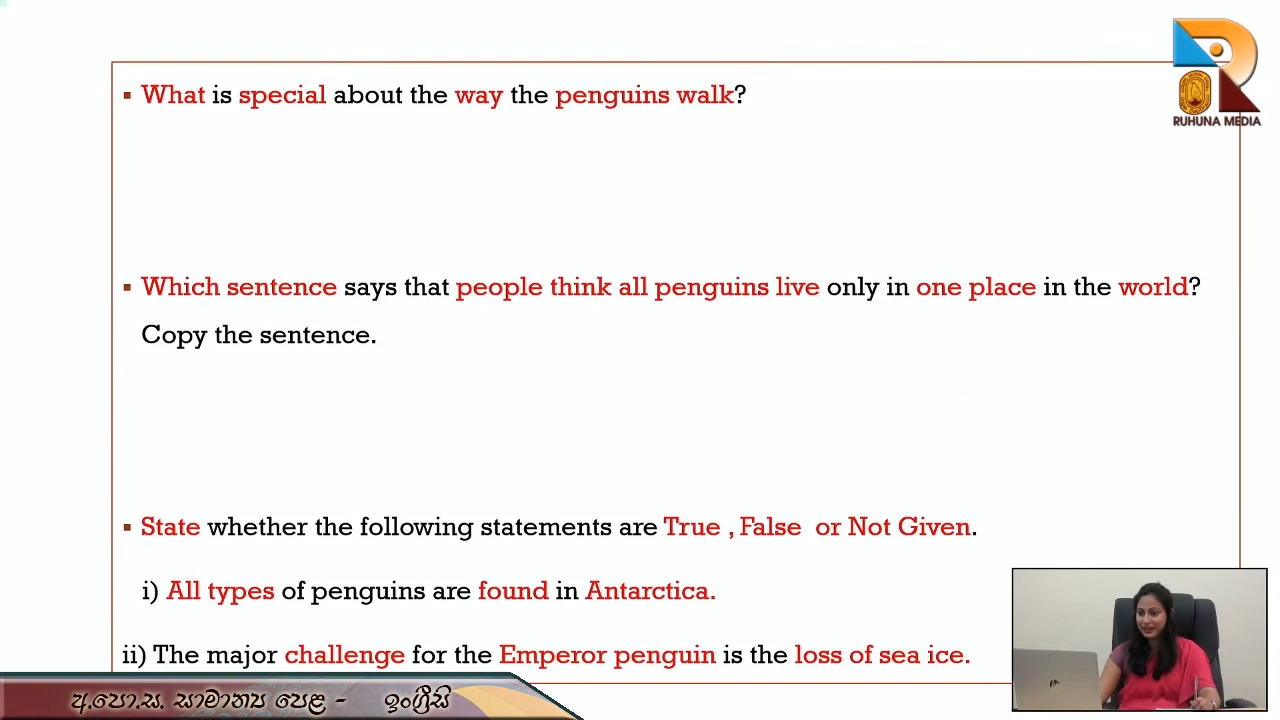 RUHUNA MEDIA
▪ What is special about the way the penguins walk?
▪ Which sentence says that people think all penguins live only in one place in the world?
Copy the sentence.
▪ State whether the following statements are True , False or Not Given.
i) All types of penguins are found in Antarctica.
ii) The major challenge for the Emperor penguin is the loss of sea ice.
අ.පො.ස. සාමාන්‍ය පෙළ - ඉංග්‍රීසි